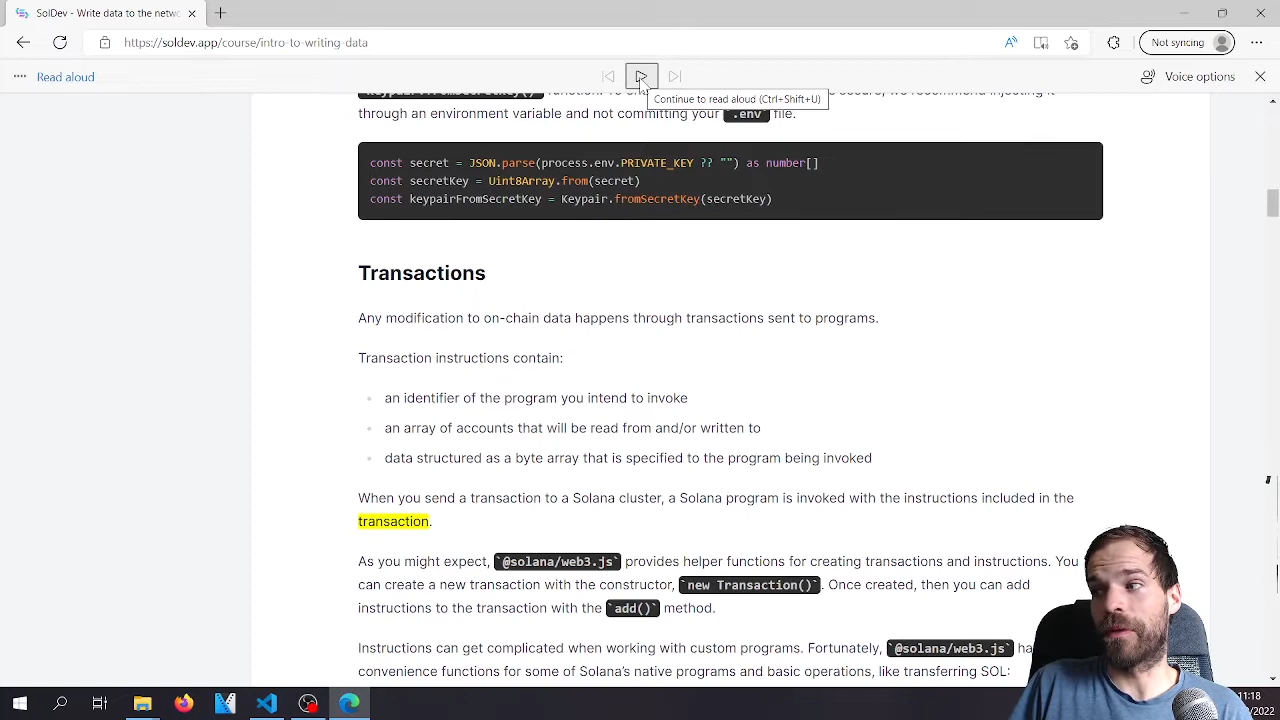 SolDev - Write data to the netw
https://soldev.app/course/intro-to-writing-data
Not syncing
Read aloud
Voice options
Continue to read aloud (Ctrl+Shift+U)
through an environment variable and not committing your `.env` file.
const secret = JSON.parse(process.env.PRIVATE_KEY ?? "") as number[]
const secretKey = Uint8Array.from(secret)
const keypairFromSecretKey = Keypair.fromSecretKey(secretKey)
Transactions
Any modification to on-chain data happens through transactions sent to programs.
Transaction instructions contain:
an identifier of the program you intend to invoke
an array of accounts that will be read from and/or written to
data structured as a byte array that is specified to the program being invoked
When you send a transaction to a Solana cluster, a Solana program is invoked with the instructions included in the
transaction.
As you might expect, `@solana/web3.js` provides helper functions for creating transactions and instructions. You
can create a new transaction with the constructor, `new Transaction()`. Once created, then you can add
instructions to the transaction with the `add()` method.
Instructions can get complicated when working with custom programs. Fortunately, `@solana/web3.js` ha
convenience functions for some of Solana's native programs and basic operations, like transferring SOL:
:18
/2022